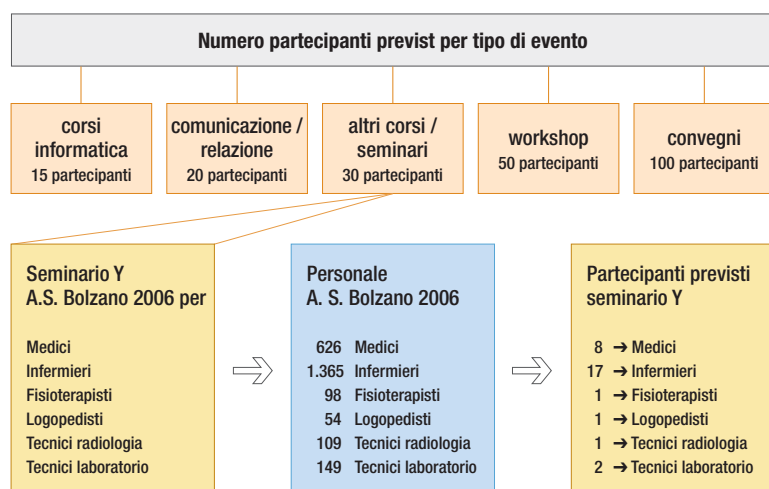 Numero partecipanti previst per tipo di evento
corsi
informatica
15 partecipanti
comunicazione /
relazione
20 partecipanti
altri corsi /
seminari
30 partecipanti
workshop
50 partecipanti
convegni
100 partecipanti
Seminario Y
A.S. Bolzano 2006 per
Medici
Infermieri
Fisioterapisti
Logopedisti
Tecnici radiologia
Tecnici laboratorio
Personale
A. S. Bolzano 2006
626 Medici
1.365 Infermieri
98 Fisioterapisti
54 Logopedisti
109 Tecnici radiologia
149 Tecnici laboratorio
Partecipanti previsti
seminario Y
8 ➔ Medici
17 ➔ Infermieri
1 ➔ Fisioterapisti
1 ➔ Logopedisti
1 ➔ Tecnici radiologia
2 ➔ Tecnici laboratorio